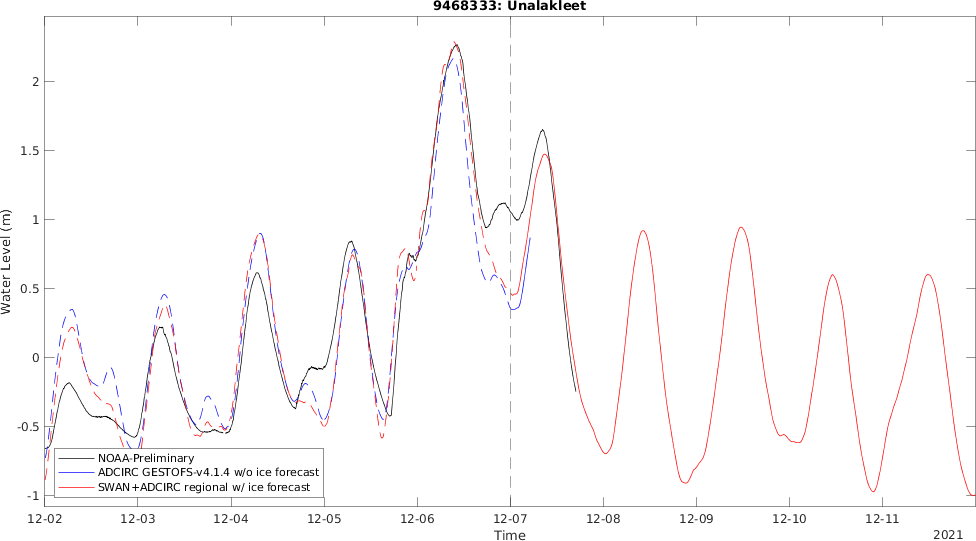 9468333: Unalakleet
Water Level (m)
2
1.5
1
0.5
0
-0.5
-1
NOAA-Preliminary
ADCIRC GESTOFS-v4.1.4 w/o ice forecast
SWAN+ADCIRC regional w/ ice forecast
12-02 12-03 12-04 12-05 12-06 12-07 12-08 12-09 12-10 12-11
Time
2021